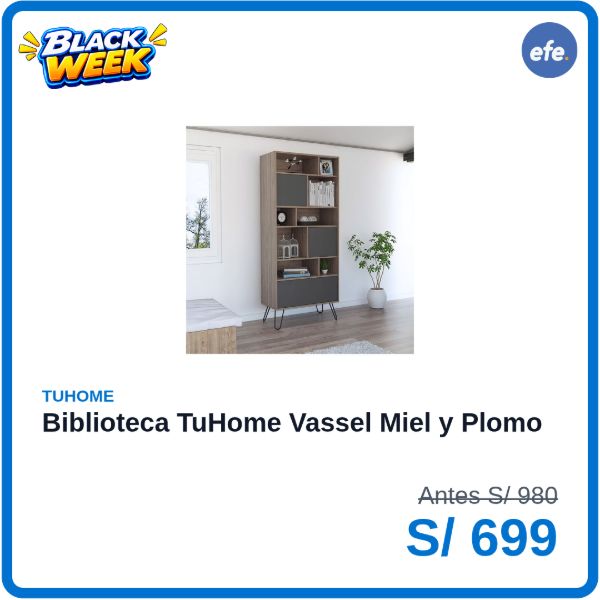 BLACK
WEEK
efe.
TUHOME
Biblioteca TuHome Vassel Miel y Plomo
Antes S/ 980
S/ 699